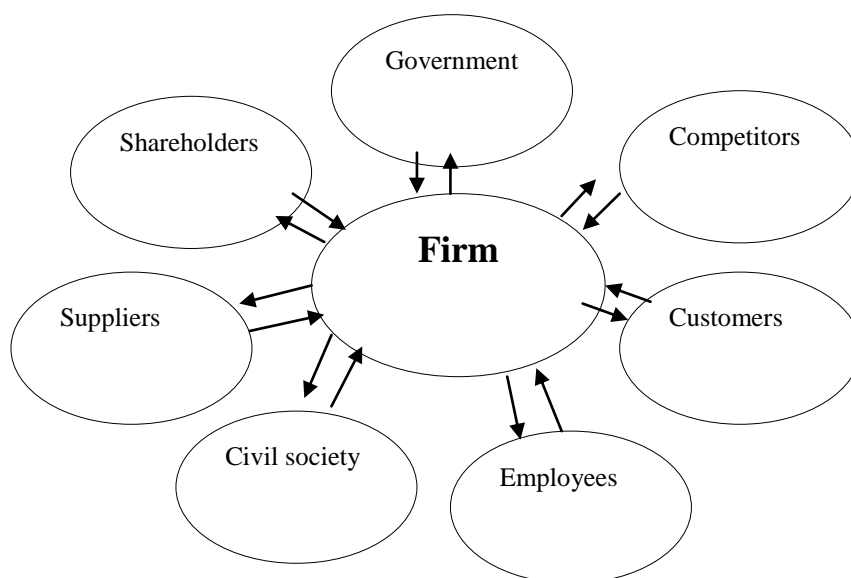 Government
Shareholders
Competitors
Firm
Suppliers
Customers
Civil society
Employees